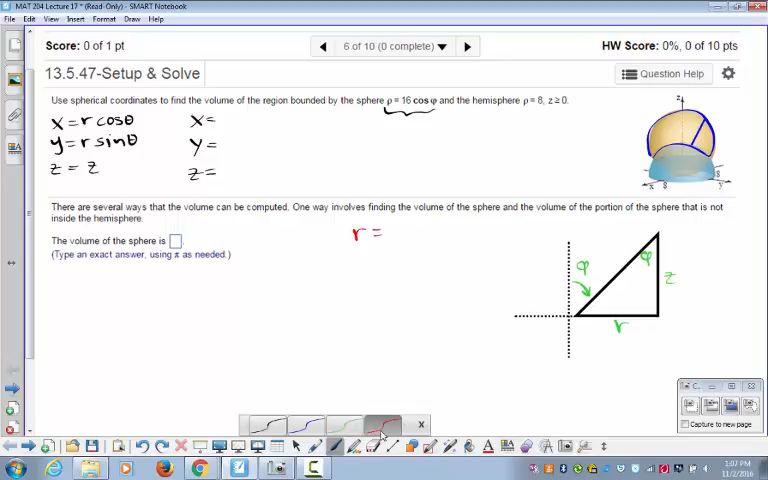 MAT 204 Lecture 17 * (Read-Only) - SMART Notebook
File Edit View Insert Format Draw Help
Score: 0 of 1 pt
6 of 10 (0 complete)
HW Score: 0%, 0 of 10 pts
13.5.47-Setup & Solve
Question Help
Use spherical coordinates to find the volume of the region bounded by the sphere ρ = 16 cos φ and the hemisphere ρ = 8, z ≥ 0.
x = r cosθ
x =
y = r sinθ
y =
z = z
z =
z
x 8
8
y
There are several ways that the volume can be computed. One way involves finding the volume of the sphere and the volume of the portion of the sphere that is not
inside the hemisphere.
The volume of the sphere is
(Type an exact answer, using π as needed.)
r =
φ
φ
z
r
C...
Capture to new page
x
A
1:07 PM
11/2/2016